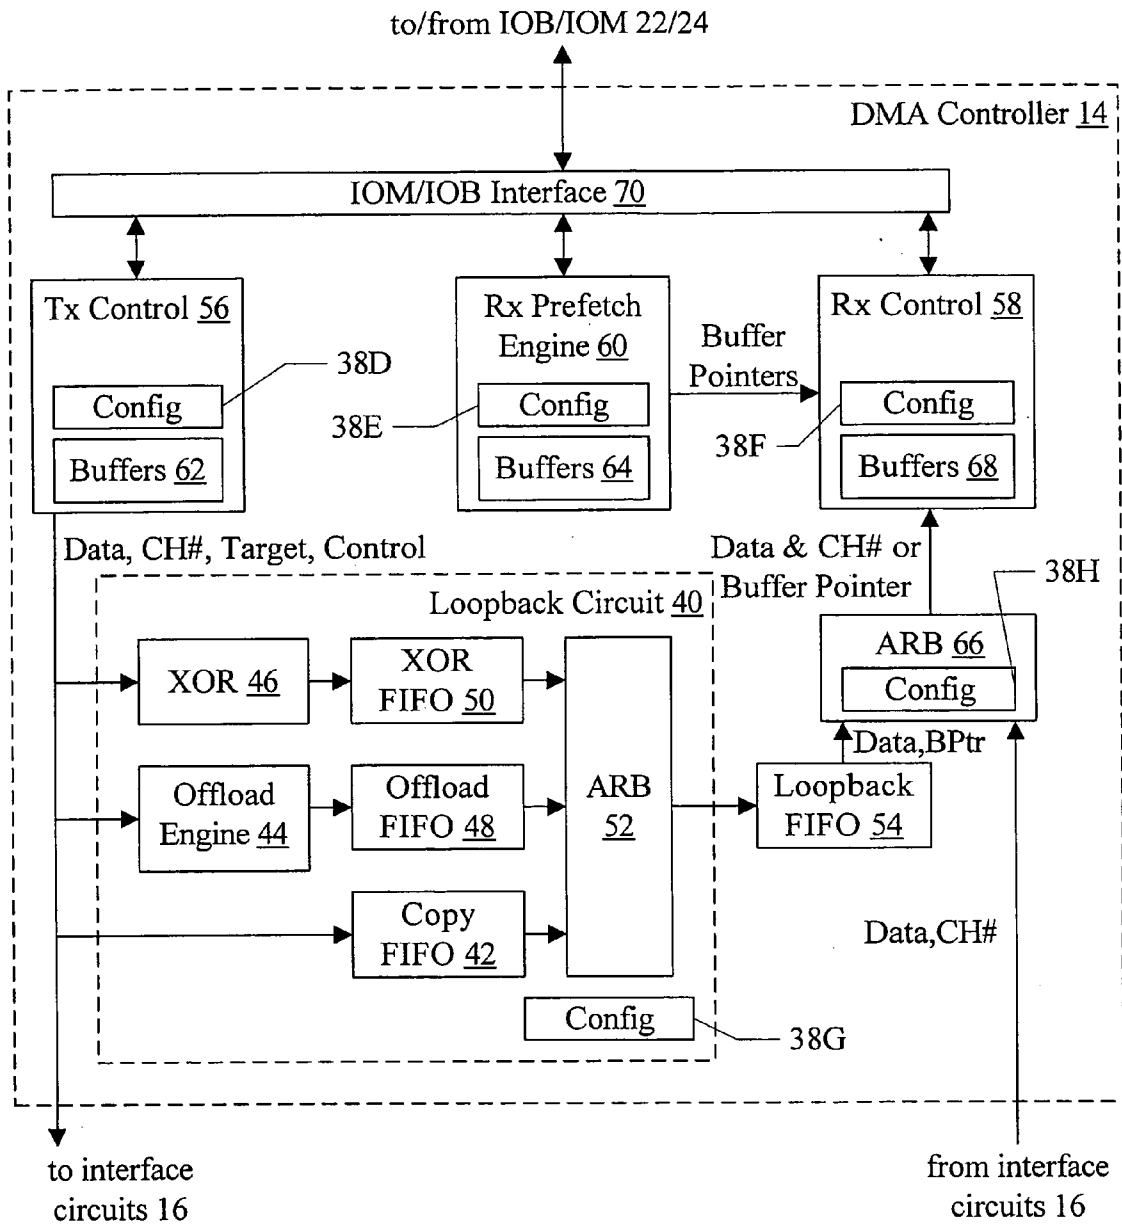 to/from IOB/IOM 22/24
DMA Controller 14
IOM/IOB Interface 70
Tx Control 56
Config
Buffers 62
38D
Rx Prefetch
Engine 60
Config
Buffers 64
38E
Buffer
Pointers
Rx Control 58
Config
Buffers 68
38F
Data, CH#, Target, Control
Data & CH# or
Buffer Pointer
38H
Loopback Circuit 40
XOR 46
XOR
FIFO 50
ARB 66
Config
Offload
Engine 44
Offload
FIFO 48
ARB
52
Data,BPtr
Loopback
FIFO 54
Copy
FIFO 42
Data,CH#
Config
38G
to interface
circuits 16
from interface
circuits 16